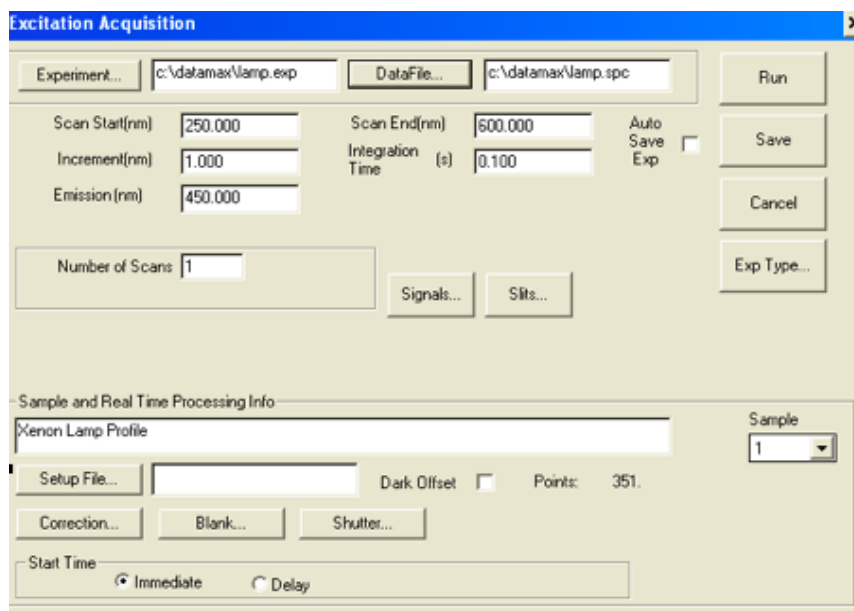 Excitation Acquisition
Experiment... c:\datamax\lamp.exp DataFile... c:\datamax\lamp.spc Run
Scan Start(nm) 250.000 Scan End(nm) 600.000 Auto Save Exp Save
Increment(nm) 1.000 Integration Time (s) 0.100
Emission (nm) 450.000 Cancel
Number of Scans 1 Exp Type...
Signals... Slits...
Sample and Real Time Processing Info
Xenon Lamp Profile Sample
1
Setup File... Dark Offset Points: 351.
Correction... Blank... Shutter...
Start Time
Immediate Delay